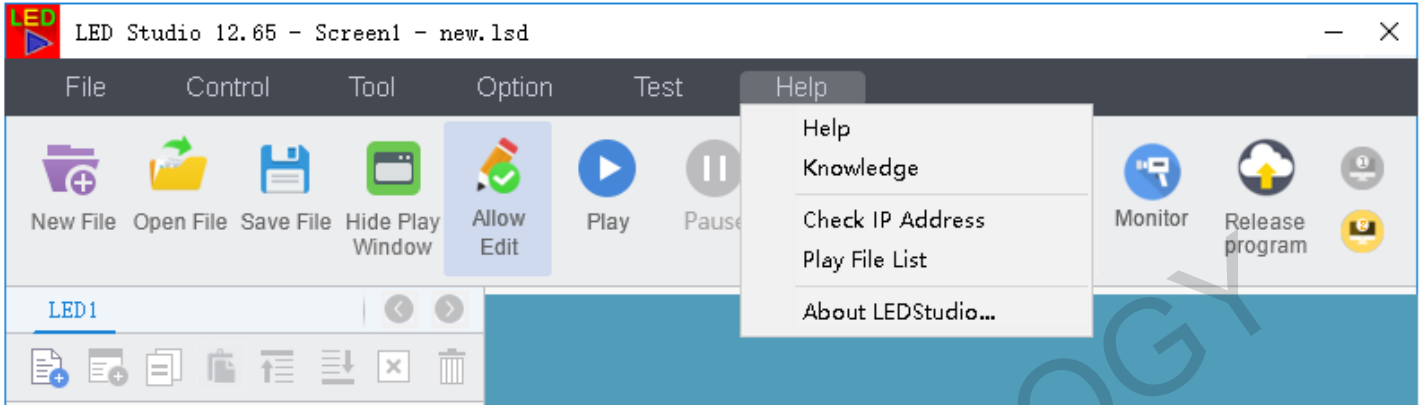 LED
LED Studio 12.65 - Screen1 - new.lsd
File Control Tool Option Test Help
Help
Knowledge
Check IP Address
Play File List
About LEDStudio...
New File Open File Save File Hide Play
Window
Allow
Edit
Play Pause
Monitor
Release
program
1
2
LED1
OGY